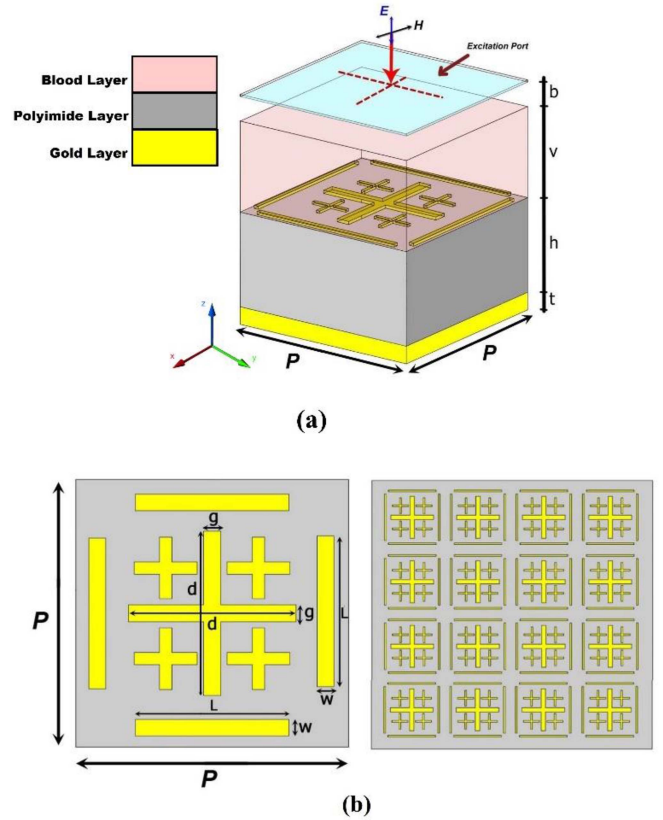 E
H
Excitation Port
Blood Layer
Polyimide Layer
Gold Layer
b
v
h
t
z
x
y
P
P
(a)
g
d
d
g
L
L
w
w
P
P
(b)